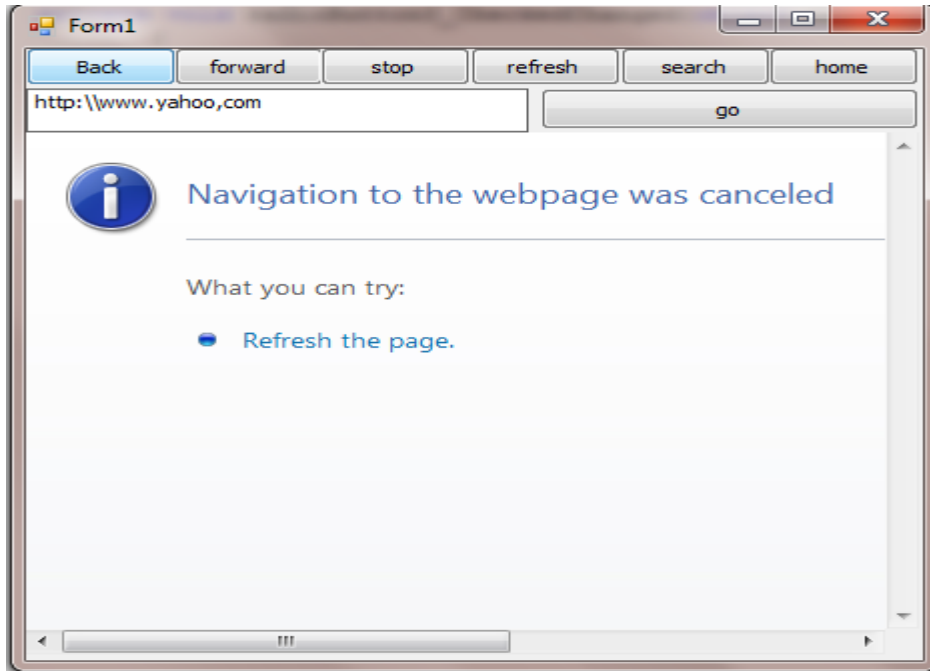 Form1
Back forward stop refresh search home
http:\\www.yahoo,com
go
Navigation to the webpage was canceled
What you can try:
Refresh the page.